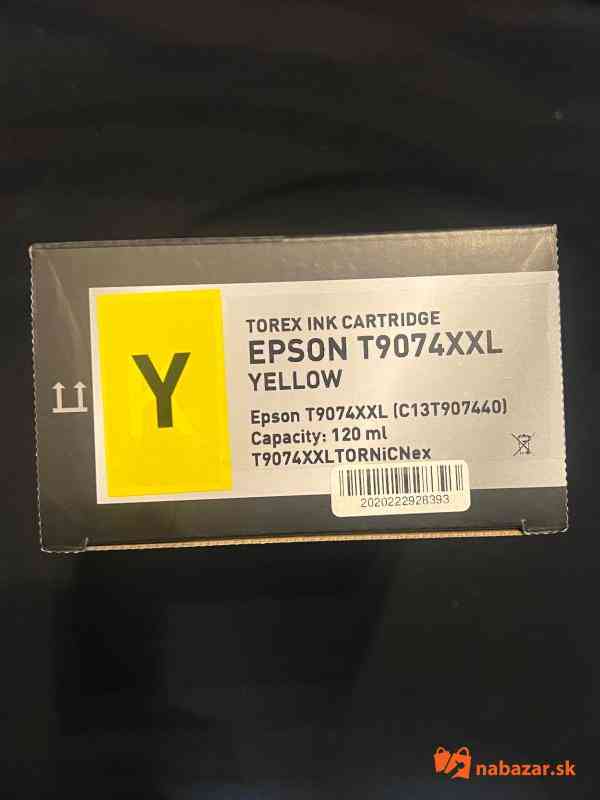 Y
TOREX INK CARTRIDGE
EPSON T9074XXL
YELLOW
Epson T9074XXL (C13T907440)
Capacity: 120 ml
T9074XXLTORNiCNex
2020222928393
nabazar.sk